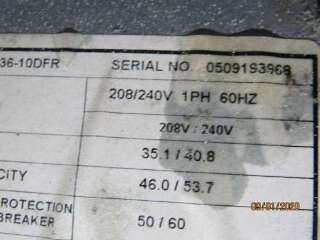 36-10DFR SERIAL NO. 0509193968
208/240V 1PH 60HZ
208V : 240V
35.1 / 40.8
CITY 46.0 / 53.7
PROTECTION
BREAKER 50 / 60
09/01/2020